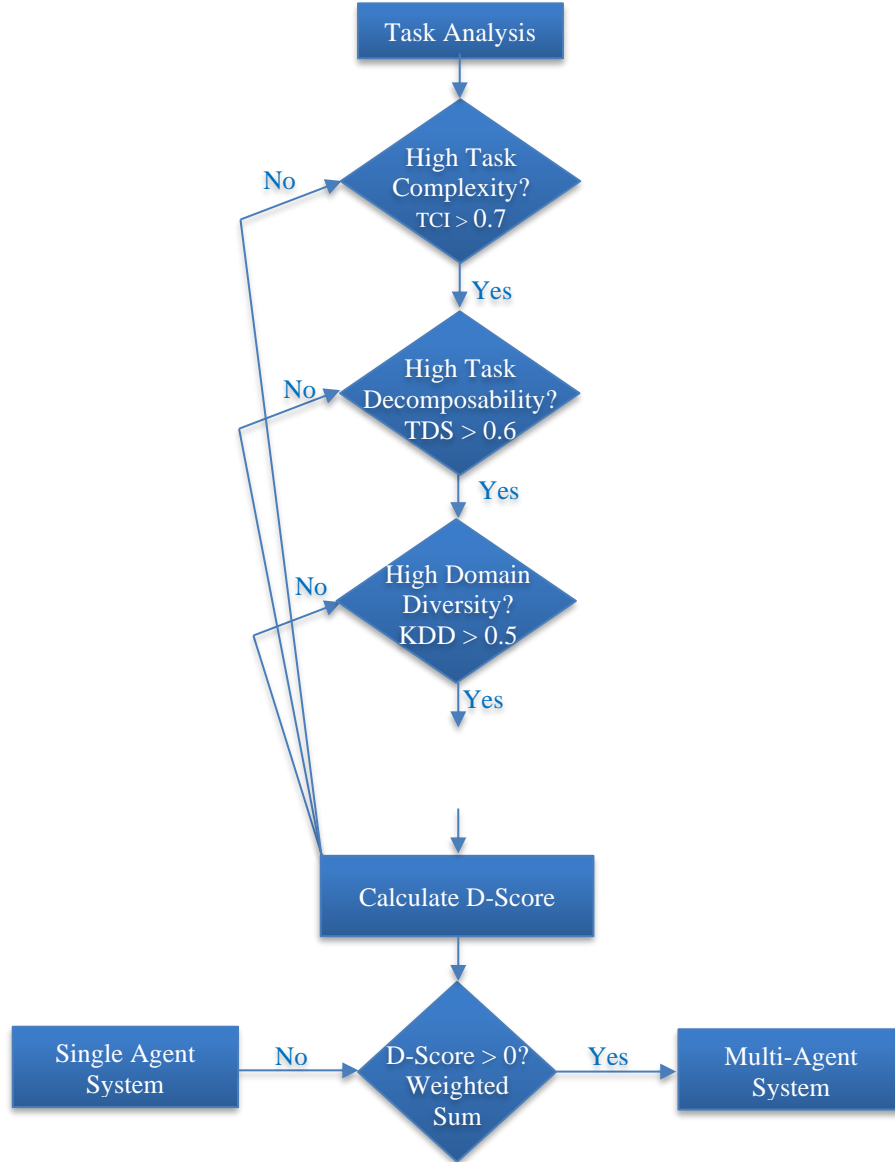 Task Analysis
High Task
Complexity?
TCI > 0.7
No
Yes
High Task
Decomposability?
TDS > 0.6
No
Yes
High Domain
Diversity?
KDD > 0.5
No
Yes
Calculate D-Score
Single Agent
System
No
D-Score > 0?
Weighted
Sum
Yes
Multi-Agent
System